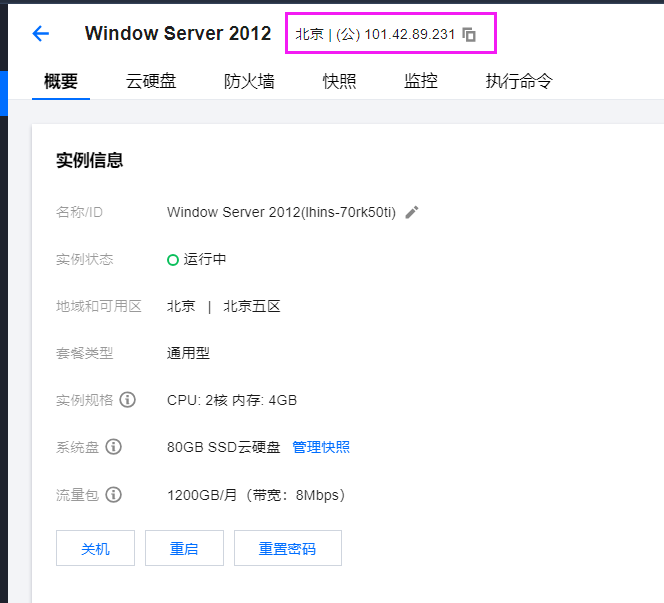 Window Server 2012 北京 | (公) 101.42.89.231
概要 云硬盘 防火墙 快照 监控 执行命令
实例信息
名称/ID Window Server 2012(lhins-70rk50ti)
实例状态 运行中
地域和可用区 北京 | 北京五区
套餐类型 通用型
实例规格 CPU: 2核 内存: 4GB
系统盘 80GB SSD云硬盘 管理快照
流量包 1200GB/月（带宽：8Mbps）
关机 重启 重置密码